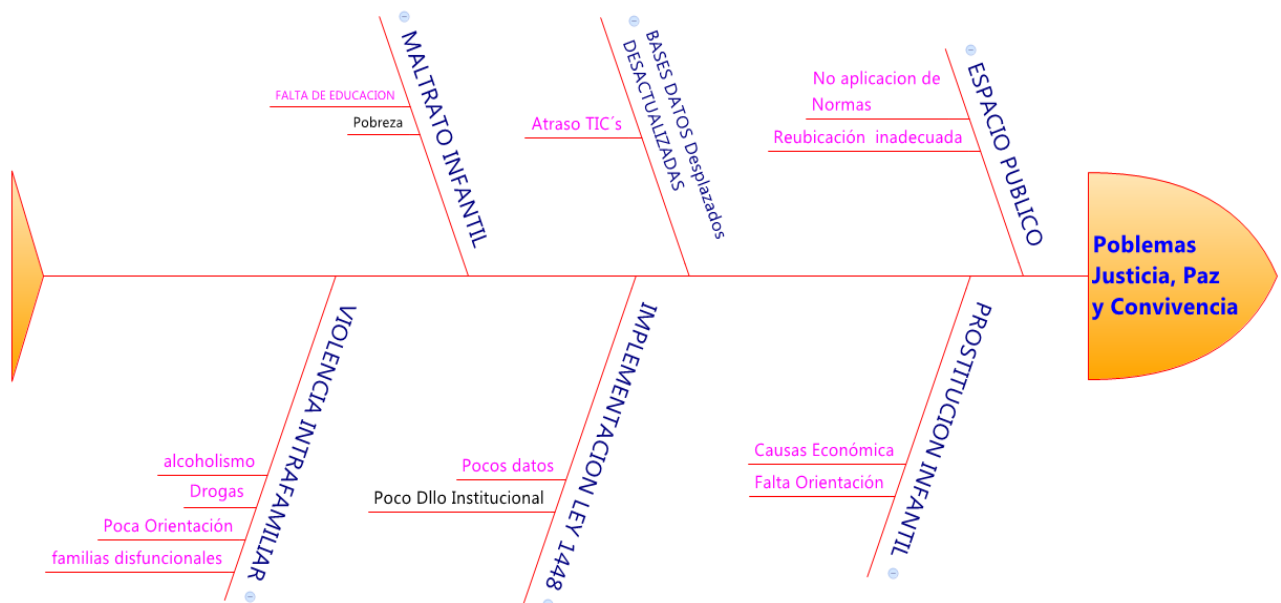 MALTRATO INFANTIL
FALTA DE EDUCACION
Pobreza
BASES DATOS Desplazados
DESACTUALIZADAS
Atraso TIC´s
ESPACIO PUBLICO
No aplicacion de
Normas
Reubicación inadecuada
Poblemas
Justicia, Paz
y Convivencia
VIOLENCIA INTRAFAMILIAR
alcoholismo
Drogas
Poca Orientación
familias disfuncionales
IMPLEMENTACION LEY 1448
Pocos datos
Poco Dllo Institucional
PROSTITUCION INFANTIL
Causas Económica
Falta Orientación